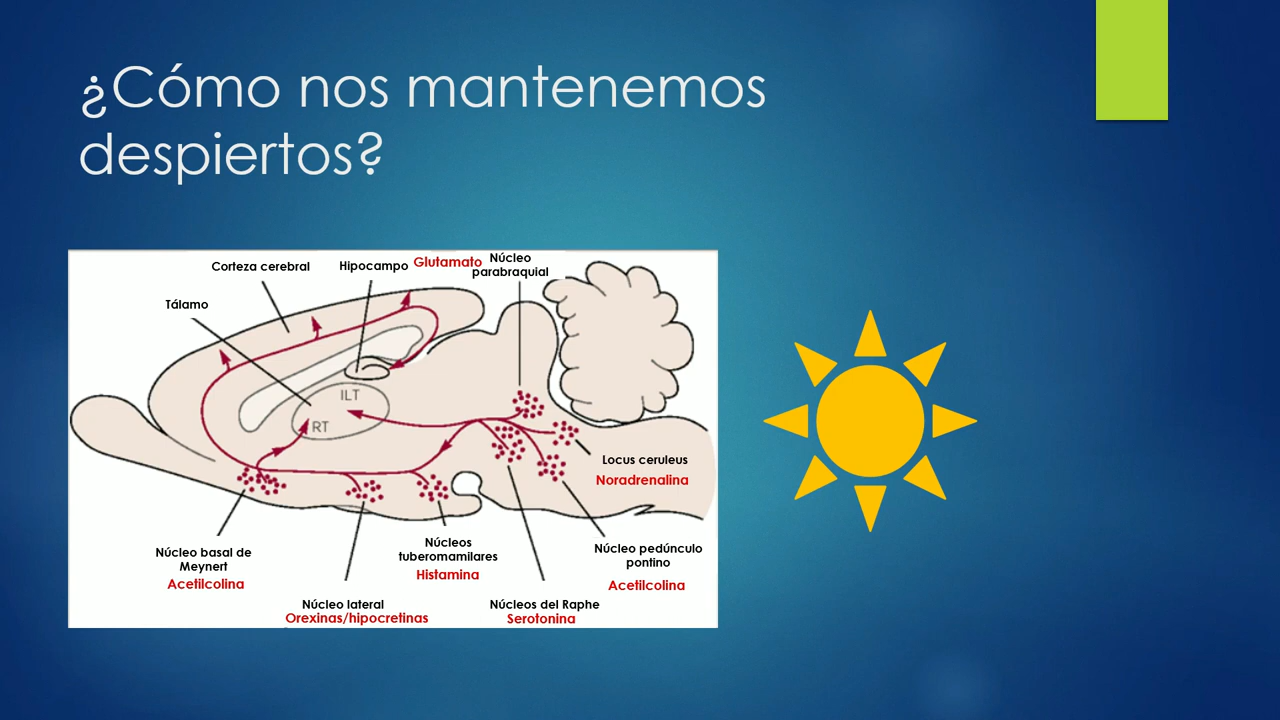 ¿Cómo nos mantenemos
despiertos?
Corteza cerebral
Hipocampo
Glutamato
Núcleo
parabraquial
Tálamo
ILT
RT
Locus ceruleus
Noradrenalina
Núcleo basal de
Meynert
Acetilcolina
Núcleos
tuberomamilares
Histamina
Núcleo pedúnculo
pontino
Acetilcolina
Núcleo lateral
Orexinas/hipocretinas
Núcleos del Raphe
Serotonina